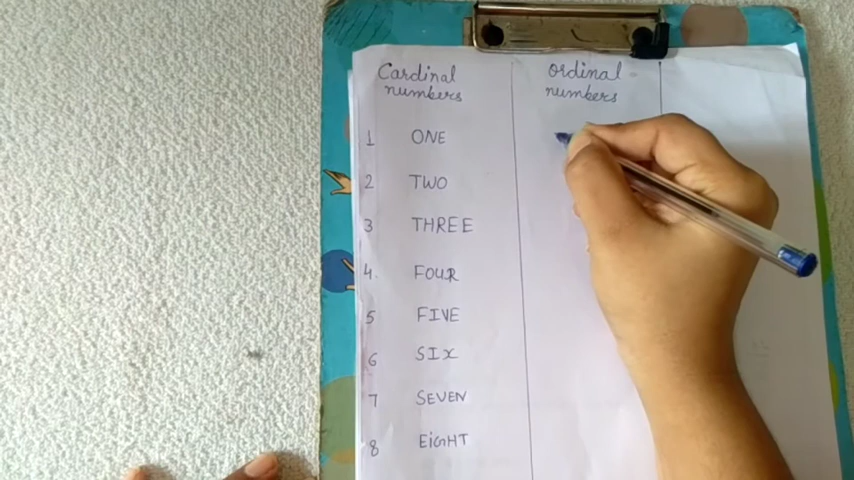 Cardinal numbers
ordinal numbers
1 ONE
2 TWO
3 THREE
4 FOUR
5 FIVE
6 SIX
7 SEVEN
8 EiGHT